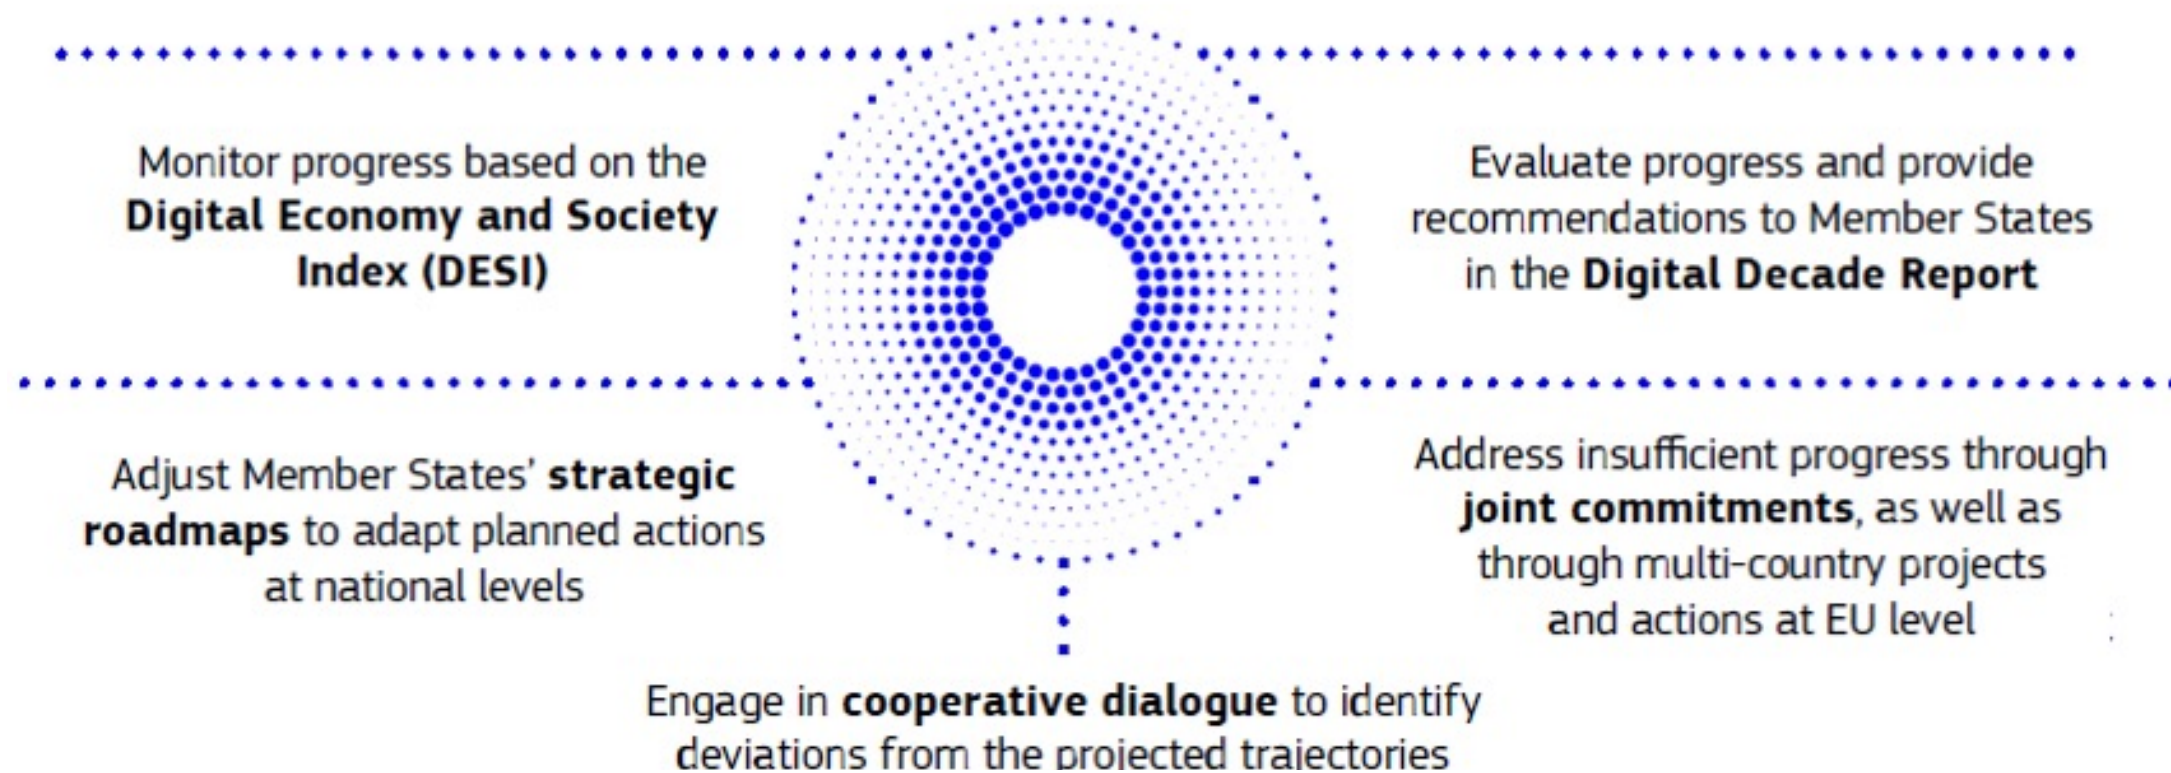 Monitor progress based on the
Digital Economy and Society
Index (DESI)
Evaluate progress and provide
recommendations to Member States
in the Digital Decade Report
Adjust Member States’ strategic
roadmaps to adapt planned actions
at national levels
Address insufficient progress through
joint commitments, as well as
through multi-country projects
and actions at EU level
Engage in cooperative dialogue to identify
deviations from the projected trajectories